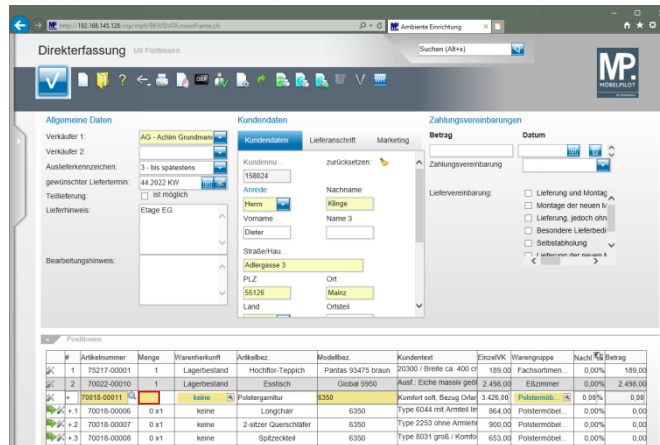 http://192.168.145.128/csp/mp6/BEWIDATA.mainFrame.cls
Ambiente Einrichtung
Direkterfassung Uli Plottmann
Suchen (Alt+s)
MP.
MÖBELPILOT
Allgemeine Daten
Verkäufer 1: AG - Achim Grundmann
Verkäufer 2:
Auslieferkennzeichen: 3 - bis spätestens
gewünschter Liefertermin: 44.2022 KW
Teillieferung: ist möglich
Lieferhinweis: Etage EG
Bearbeitungshinweis:
Kundendaten
Kundendaten Lieferanschrift Marketing
Kundennu... zurücksetzen:
158024
Anrede Nachname
Herrn Klinge
Vorname Name 3
Dieter
Straße/Hau...
Adlergasse 3
PLZ Ort
55126 Mainz
Land Ortsteil
Zahlungsvereinbarungen
Betrag Datum
Zahlungsvereinbarung
Liefervereinbarung: Lieferung und Montag
Montage der neuen M
Lieferung, jedoch ohn
Besondere Lieferbedi
Selbstabholung
Lieferung der neuen M
Positionen
# Artikelnummer Menge Warenherkunft Artikelbez. Modellbez. Kundentext EinzelVK Warengruppe Nachl. Betrag
1 75217-00001 1 Lagerbestand Hochflor-Teppich Pantas 93475 braun 20300 / Breite ca. 400 cr 189,00 Fachsortimen... 0,00% 189,00
2 70022-00010 1 Lagerbestand Esstisch Global 5950 Ausf.: Eiche massiv geöl 2.498,00 Eßzimmer 0,00% 2.498,00
+ 70018-00011 keine Polstergarnitur 6350 Komfort soft, Bezug Orlan 3.426,00 Polstermöb... 0,00% 0,00
+.1 70018-00006 0 x1 keine Longchair 6350 Type 6044 mit Armteil lin 864,00 Polstermöbel... 0,00% 0,00
+.2 70018-00007 0 x1 keine 2-sitzer Querschläfer 6350 Type 2253 ohne Armlehn 900,00 Polstermöbel... 0,00% 0,00
+.3 70018-00008 0 x1 keine Spitzeckteil 6350 Type 8031 groß / Komfo 653,00 Polstermöbel... 0,00% 0,00